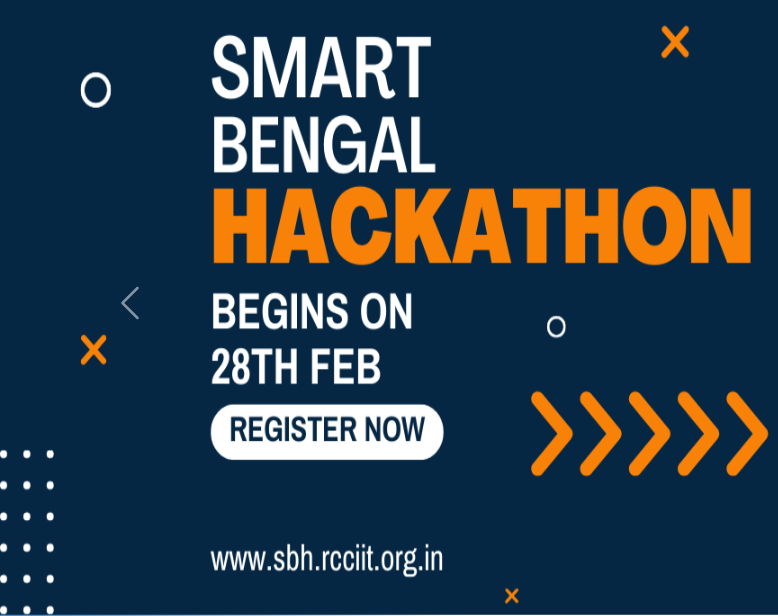 SMART
BENGAL
HACKATHON
BEGINS ON
28TH FEB
REGISTER NOW
www.sbh.rcciit.org.in